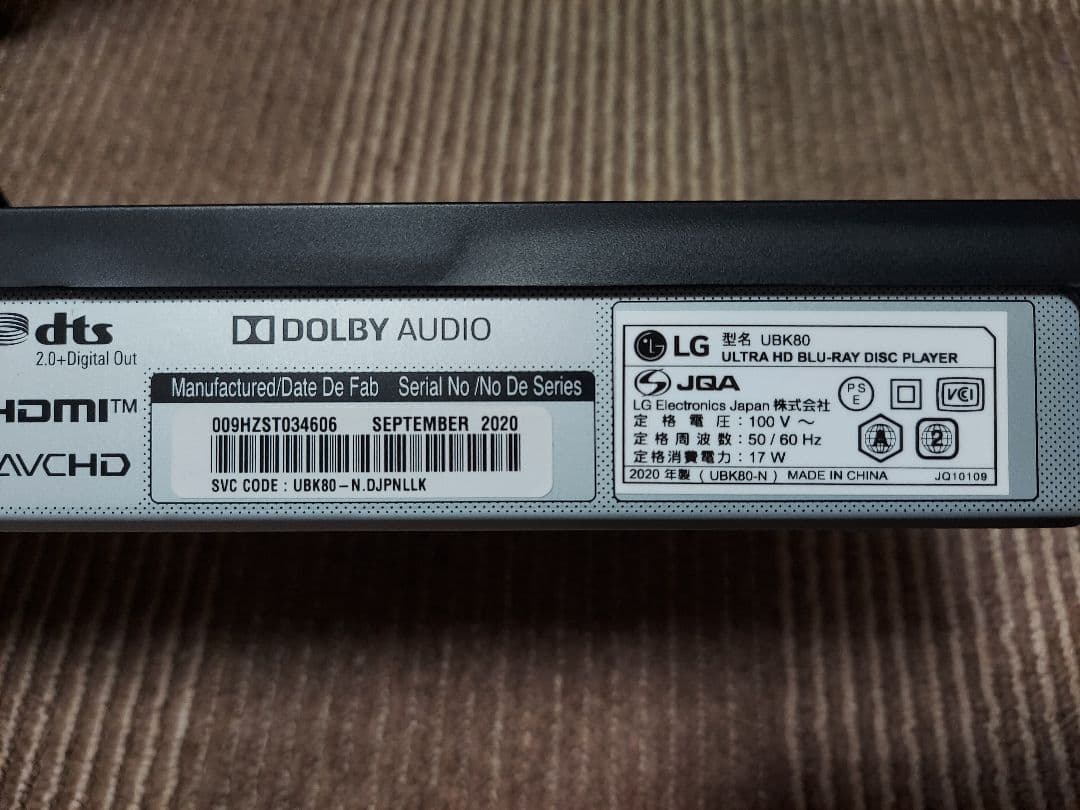 dts
2.0+Digital Out
HDMI™
AVCHD
DOLBY AUDIO
Manufactured/Date De Fab Serial No /No De Series
009HZST034606 SEPTEMBER 2020
SVC CODE : UBK80-N.DJPNLLK
LG 型名 UBK80
ULTRA HD BLU-RAY DISC PLAYER
JQA
PS
E
VCCI
LG Electronics Japan 株式会社
定格電圧：100 V ～
定格周波数：50 / 60 Hz
定格消費電力：17 W
A 2
2020 年製 ( UBK80-N ) MADE IN CHINA JQ10109